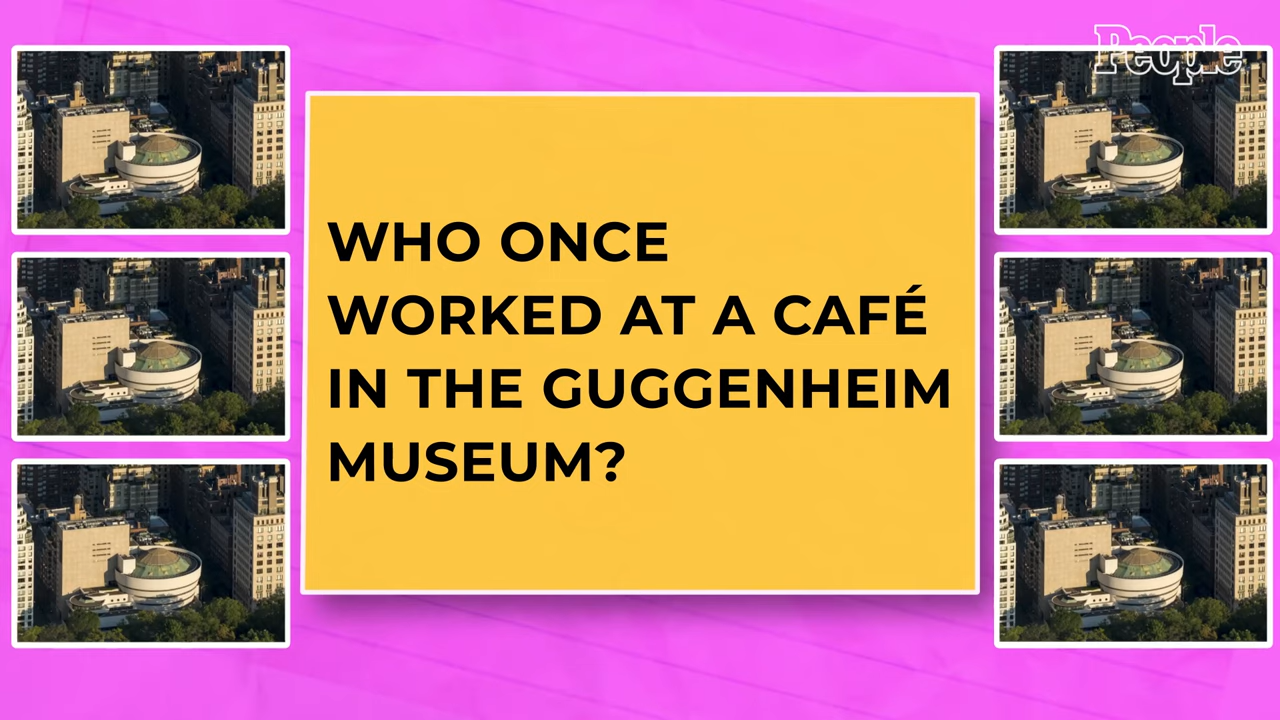 People
WHO ONCE
WORKED AT A CAFÉ
IN THE GUGGENHEIM
MUSEUM?